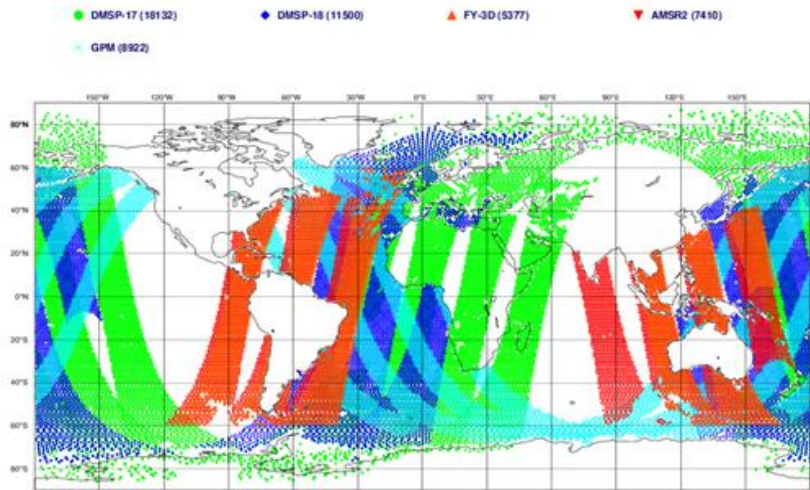 DMSP-17 (18132) DMSP-18 (11500) FY-3D (5377) AMSR2 (7410)
GPM (8922)
150°W 120°W 90°W 60°W 30°W 0°E 30°E 60°E 90°E 120°E 150°E
80°N
60°N
40°N
20°N
0°N
20°S
40°S
60°S
80°S